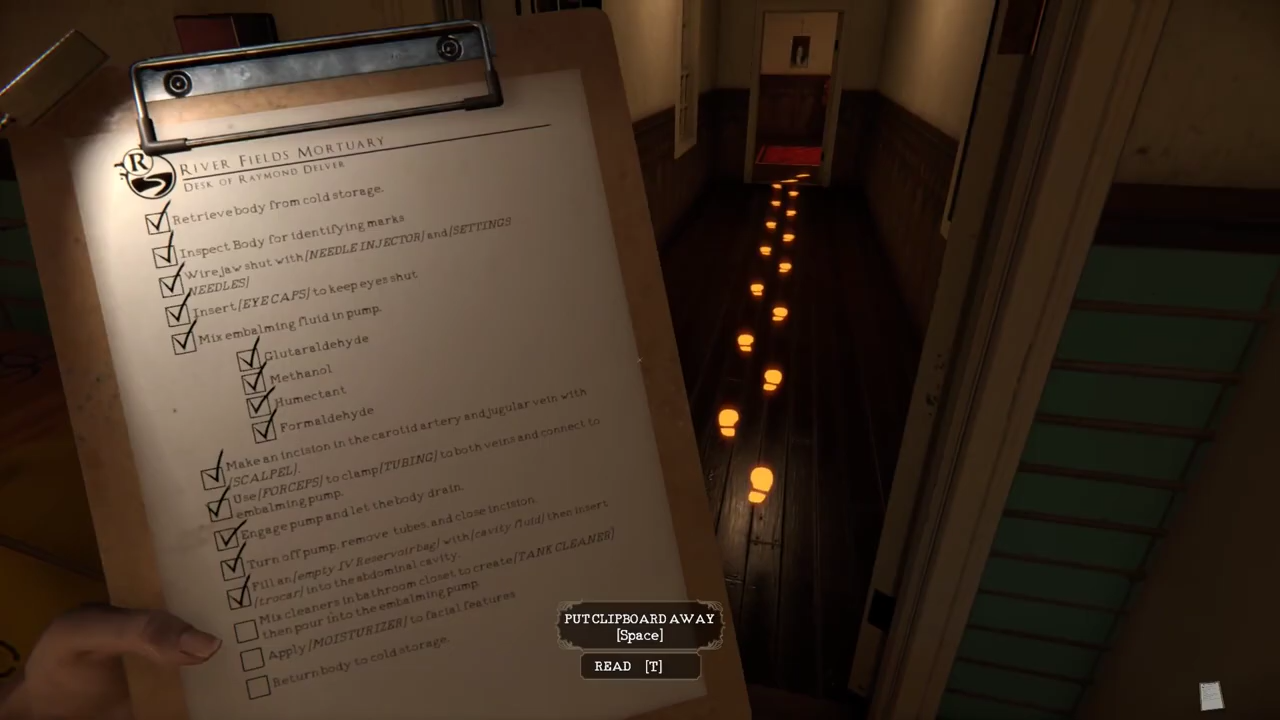 R
RIVER FIELDS MORTUARY
DESK OF RAYMOND DELVER
Retrieve body from cold storage.
Inspect Body for identifying marks
Wire jaw shut with [NEEDLE INJECTOR] and [SETTINGS
NEEDLES]
Insert [EYE CAPS] to keep eyes shut
Mix embalming fluid in pump.
Glutaraldehyde
Methanol
Humectant
Formaldehyde
Make an incision in the carotid artery and jugular vein with
[SCALPEL].
Use [FORCEPS] to clamp [TUBING] to both veins and connect to
embalming pump.
Engage pump and let the body drain.
Turn off pump, remove tubes, and close incision.
Fill an [empty IV Reservoir bag] with [cavity fluid] then insert
[trocar] into the abdominal cavity.
Mix cleaners in bathroom closet to create [TANK CLEANER]
then pour into the embalming pump.
Apply [MOISTURIZER] to facial features
Return body to cold storage.
PUT CLIPBOARD AWAY
[Space]
READ [T]